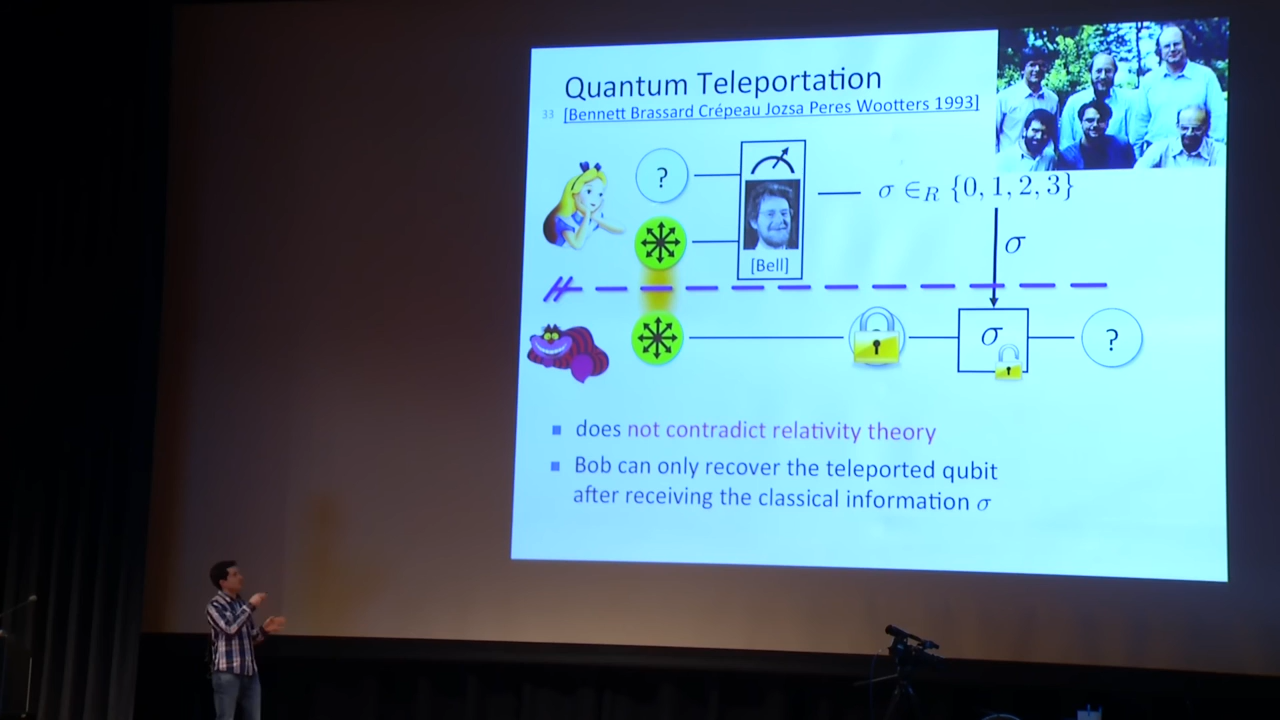 Quantum Teleportation
33 [Bennett Brassard Crépeau Jozsa Peres Wootters 1993]
?
σ ∈R {0, 1, 2, 3}
[Bell]
σ
σ
?
does not contradict relativity theory
Bob can only recover the teleported qubit
after receiving the classical information σ